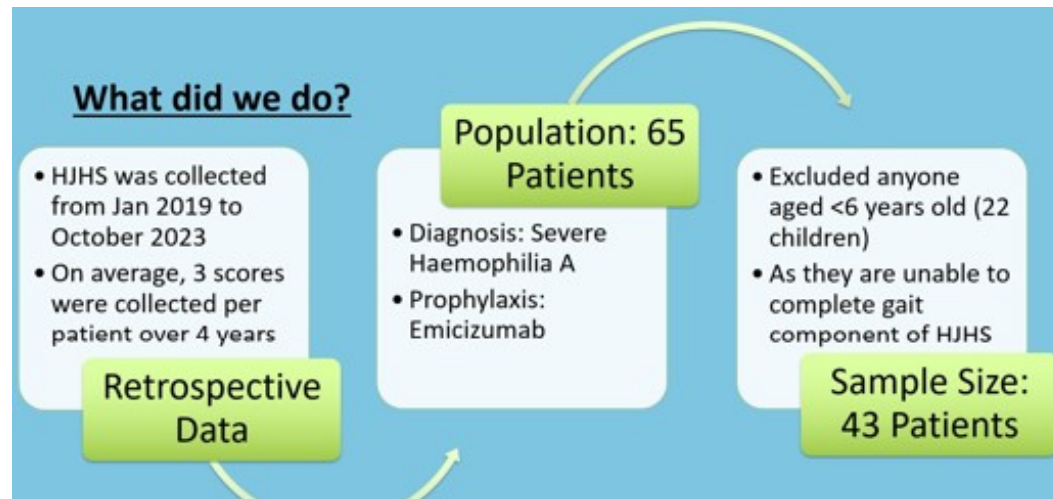 What did we do?
• HJHS was collected
from Jan 2019 to
October 2023
• On average, 3 scores
were collected per
patient over 4 years
Retrospective
Data
Population: 65
Patients
• Diagnosis: Severe
Haemophilia A
• Prophylaxis:
Emicizumab
• Excluded anyone
aged <6 years old (22
children)
• As they are unable to
complete gait
component of HJHS
Sample Size:
43 Patients